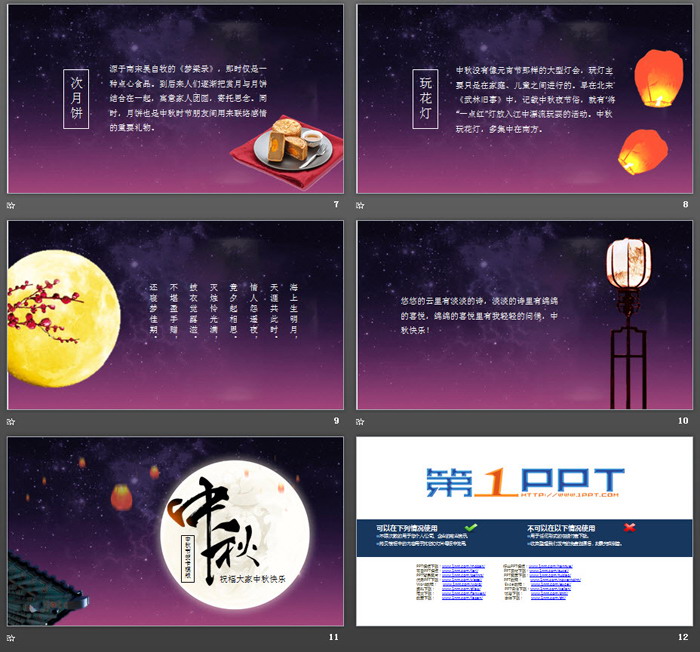 次月饼
源于南宋吴自牧的《梦粱录》，那时仅是一
种点心食品。到后来人们逐渐把赏月与月饼
结合在一起，寓意家人团圆，寄托思念。同
时，月饼也是中秋时节朋友间用来联络感情
的重要礼物。
7
玩花灯
中秋没有像元宵节那样的大型灯会，玩灯主
要只是在家庭、儿童之间进行的。早在北宋
《武林旧事》中，记载中秋夜节俗，就有‘将
“一点红”灯放入江中漂流玩耍的活动。中秋
玩花灯，多集中在南方。
8
海上生明月，
天涯共此时。
情人怨遥夜，
竟夕起相思。
灭烛怜光满，
披衣觉露滋。
不堪盈手赠，
还寝梦佳期。
9
悠悠的云里有淡淡的诗，淡淡的诗里有绵绵
的喜悦，绵绵的喜悦里有我轻轻的问候，中
秋快乐！
10
中秋
祝福大家中秋快乐
11
第1PPT
HTTP://WWW.1PPT.COM
可以在下列情况使用
不可以在以下情况使用
12